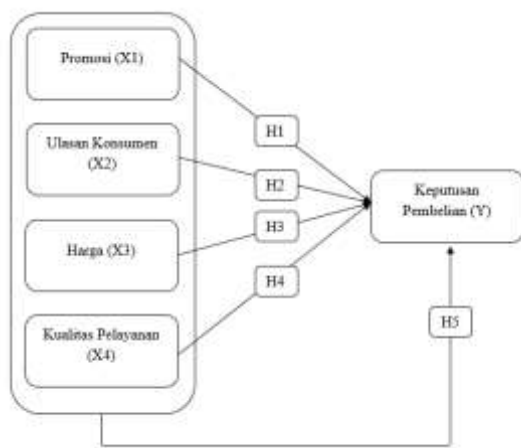 Promosi (X1)
Ulasan Konsumen
(X2)
Harga (X3)
Kualitas Pelayanan
(X4)
H1
H2
H3
H4
Keputusan
Pembelian (Y)
H5